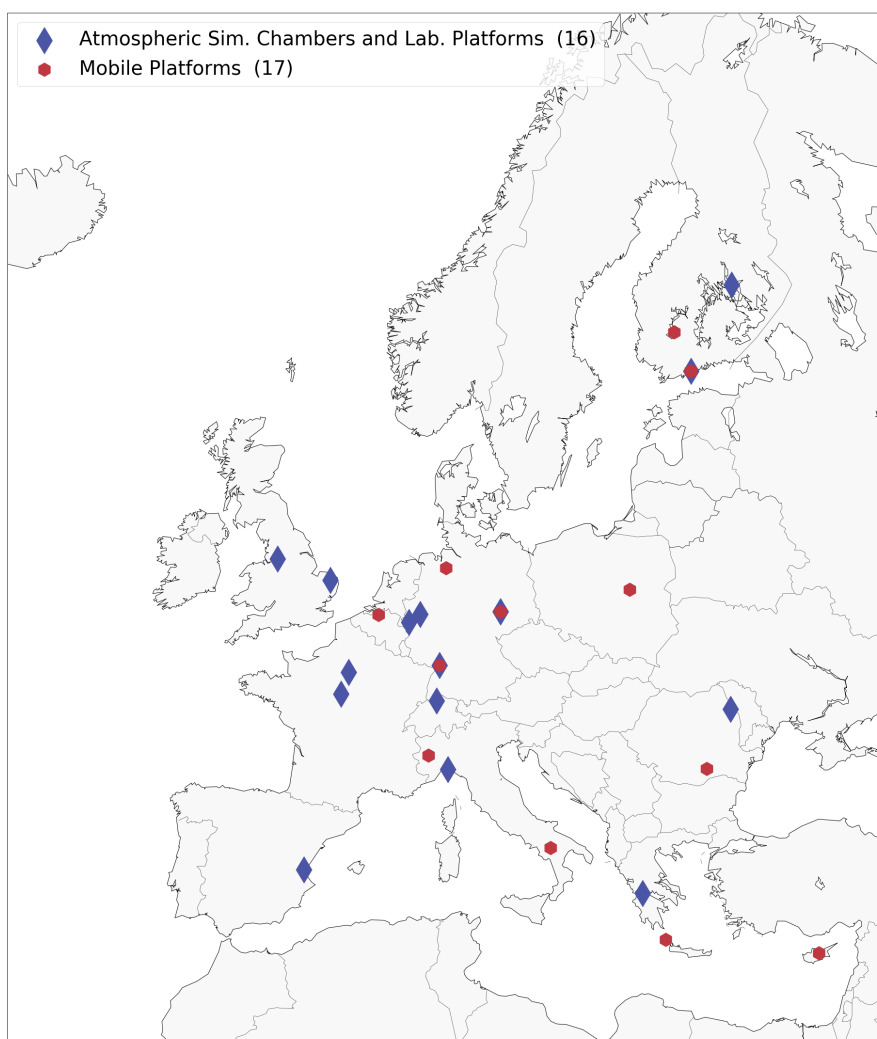 Atmospheric Sim. Chambers and Lab. Platforms (16)
Mobile Platforms (17)